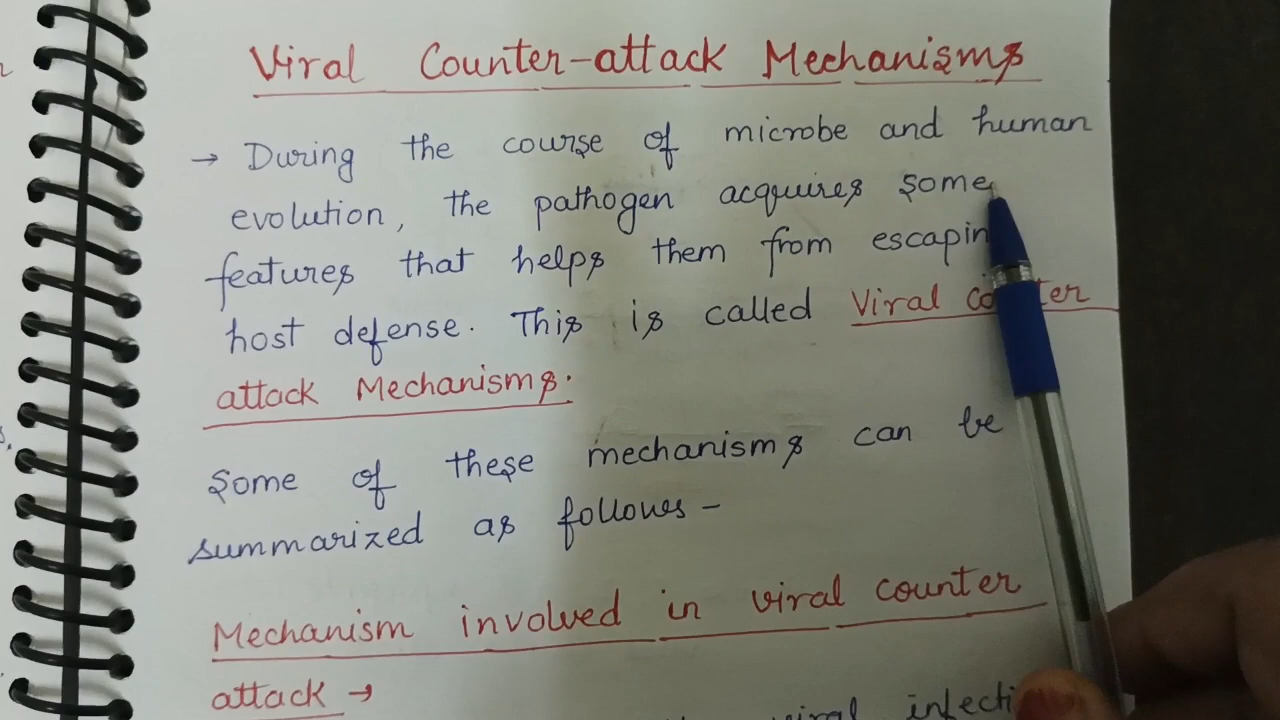 Viral Counter-attack Mechanisms
→ During the course of microbe and human
evolution, the pathogen acquires some
features that helps them from
host defense. This is called Viral
attack Mechanisms.
Some of these mechanisms can be
summarized as follows -
Mechanism involved in viral counter
attack →
viral